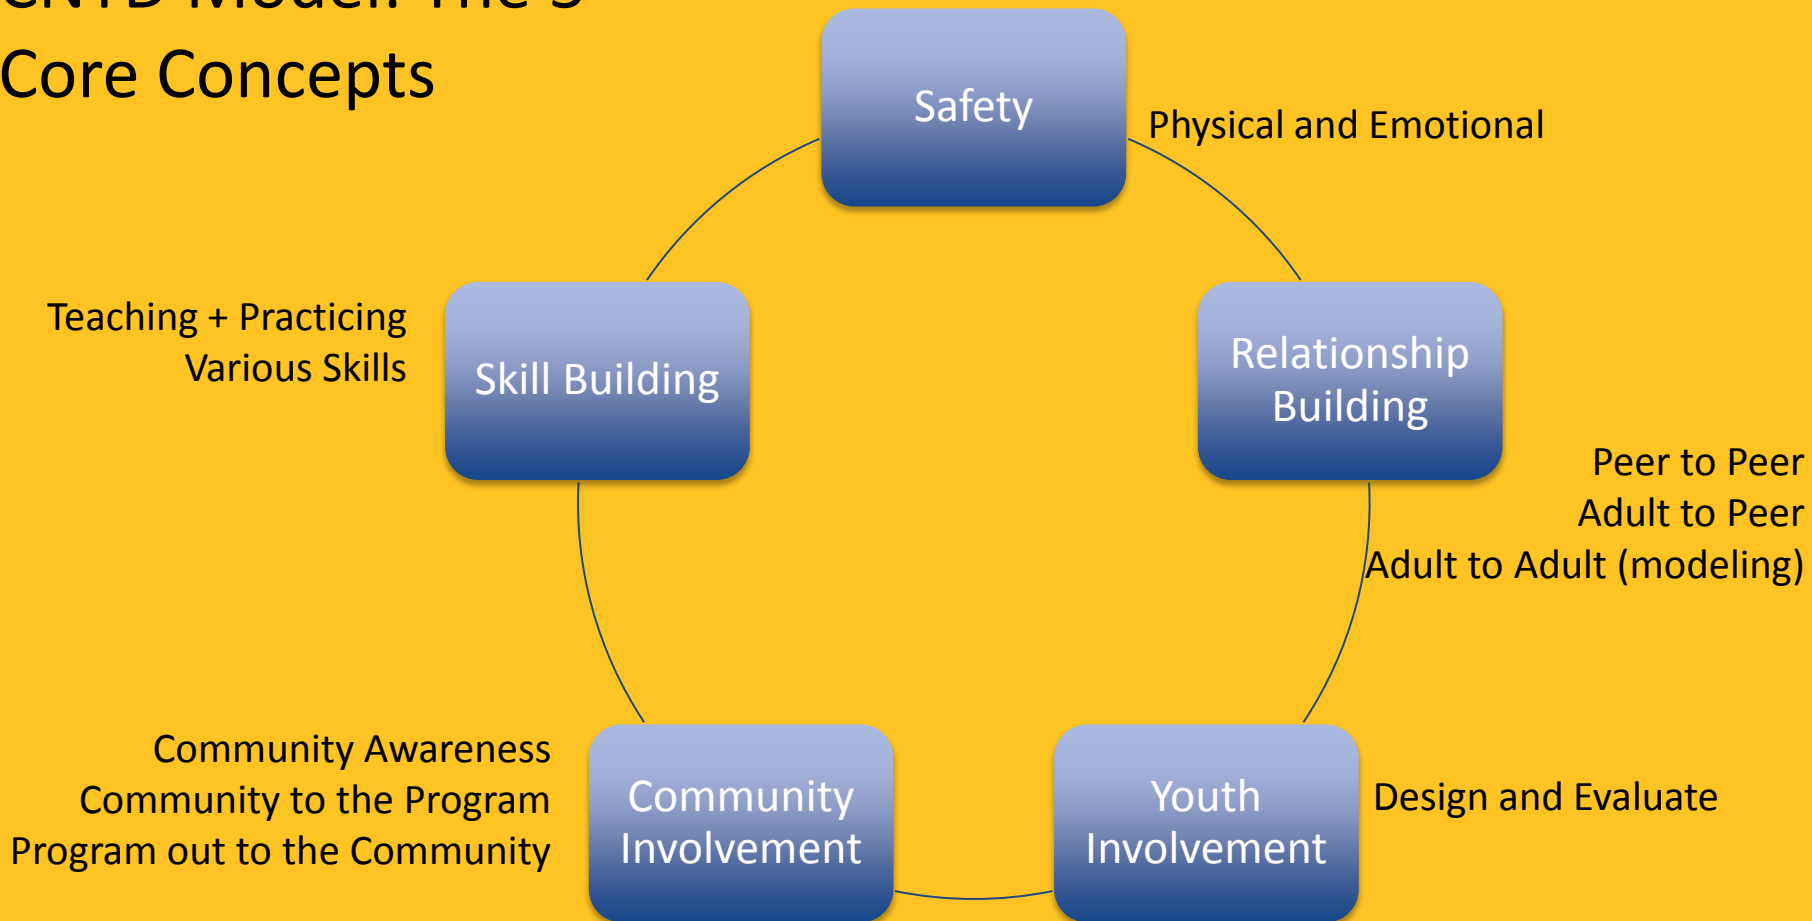 Model: The
Core Concepts
Safety
Physical and Emotional
Relationship
Building
Peer to Peer
Adult to Peer
Adult to Adult (modeling)
Youth
Involvement
Design and Evaluate
Community
Involvement
Community Awareness
Community to the Program
Program out to the Community
Skill Building
Teaching + Practicing
Various Skills